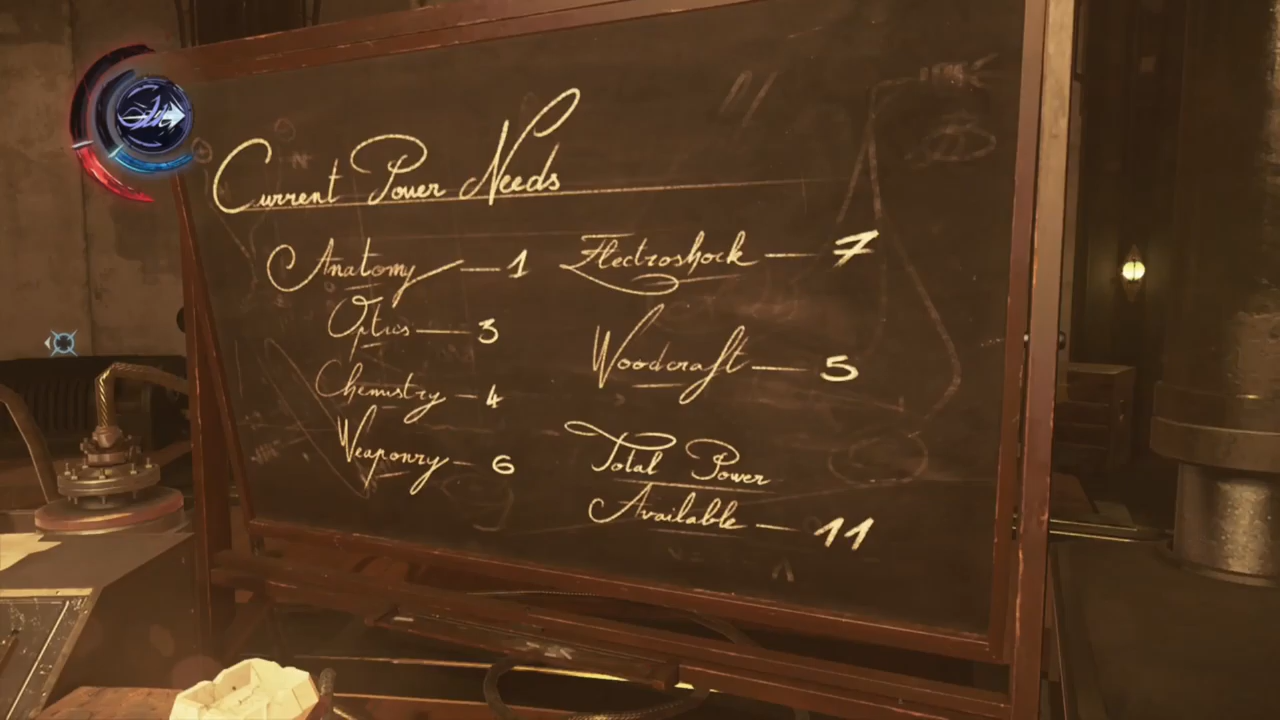 Current Power Needs
Anatomy — 1
Optics — 3
Chemistry — 4
Weaponry — 6
Electroshock — 7
Woodcraft — 5
Total Power
Available — 11